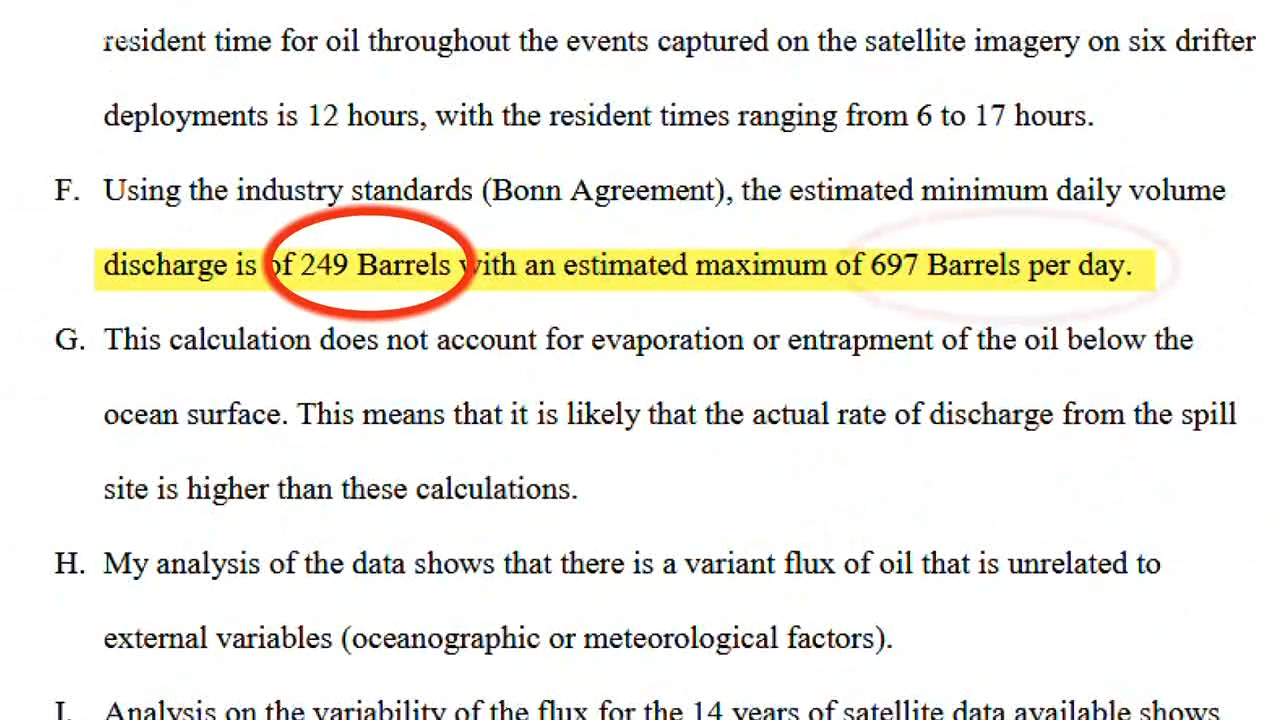 resident time for oil throughout the events captured on the satellite imagery on six drifter
deployments is 12 hours, with the resident times ranging from 6 to 17 hours.
F. Using the industry standards (Bonn Agreement), the estimated minimum daily volume
discharge is of 249 Barrels with an estimated maximum of 697 Barrels per day.
G. This calculation does not account for evaporation or entrapment of the oil below the
ocean surface. This means that it is likely that the actual rate of discharge from the spill
site is higher than these calculations.
H. My analysis of the data shows that there is a variant flux of oil that is unrelated to
external variables (oceanographic or meteorological factors).
I. Analysis on the variability of the flux for the 14 years of satellite data available shows